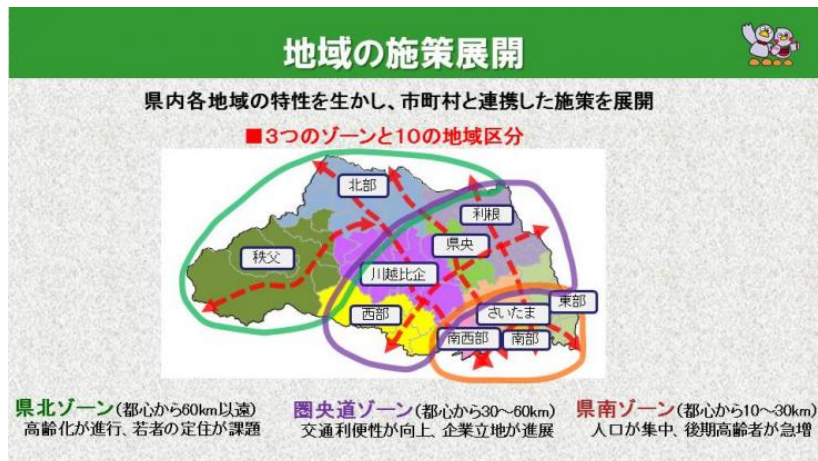 地域の施策展開
県内各地域の特性を生かし、市町村と連携した施策を展開
■3つのゾーンと10の地域区分
北部
利根
県央
秩父
川越比企
西部
さいたま
東部
南西部
南部
県北ゾーン(都心から60km以遠)
高齢化が進行、若者の定住が課題
圏央道ゾーン(都心から30～60km)
交通利便性が向上、企業立地が進展
県南ゾーン(都心から10～30km)
人口が集中、後期高齢者が急増